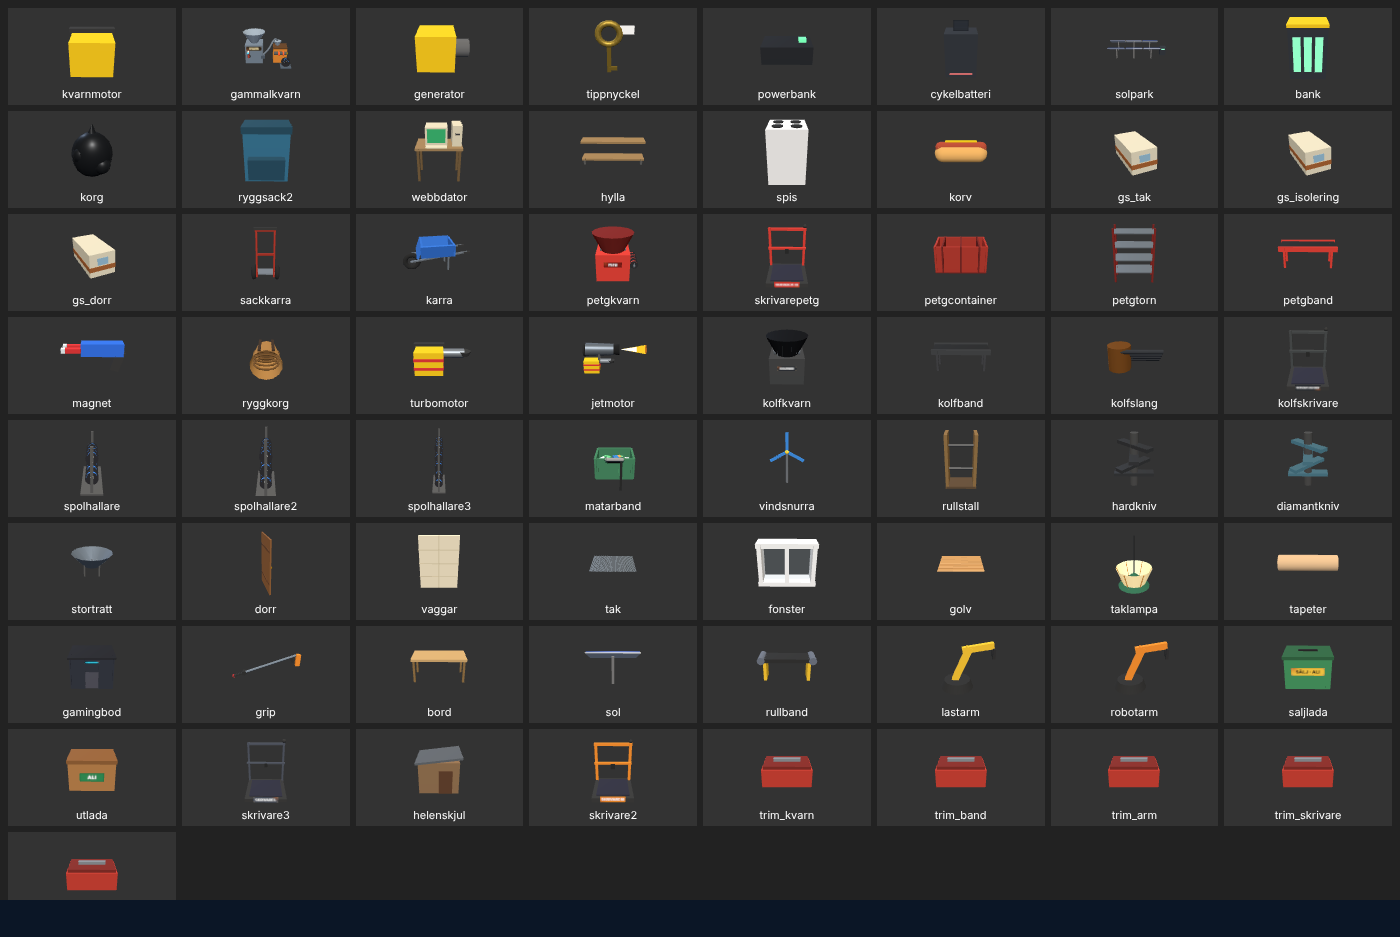 kvarnmotor
gammalkvarn
generator
tippnyckel
powerbank
cykelbatteri
solpark
bank
korg
ryggsack2
webbdator
hylla
spis
korv
gs_tak
gs_isolering
gs_dorr
sackkarra
karra
petgkvarn
skrivarepetg
petgcontainer
petgtorn
petgband
magnet
ryggkorg
turbomotor
jetmotor
kolfkvarn
kolfband
kolfslang
kolfskrivare
spolhallare
spolhallare2
spolhallare3
matarband
vindsnurra
rullstall
hardkniv
diamantkniv
stortratt
dorr
vaggar
tak
fonster
golv
taklampa
tapeter
gamingbod
grip
bord
sol
rullband
lastarm
robotarm
saljlada
ALI
utlada
skrivare3
helenskjul
skrivare2
trim_kvarn
trim_band
trim_arm
trim_skrivare